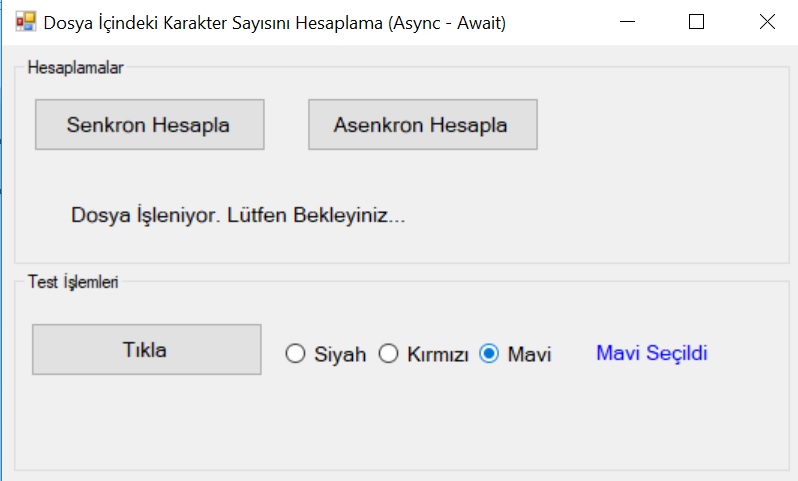 Dosya İçindeki Karakter Sayısını Hesaplama (Async - Await)
Hesaplamalar
Senkron Hesapla Asenkron Hesapla
Dosya İşleniyor. Lütfen Bekleyiniz...
Test İşlemleri
Tıkla Siyah Kırmızı Mavi Mavi Seçildi